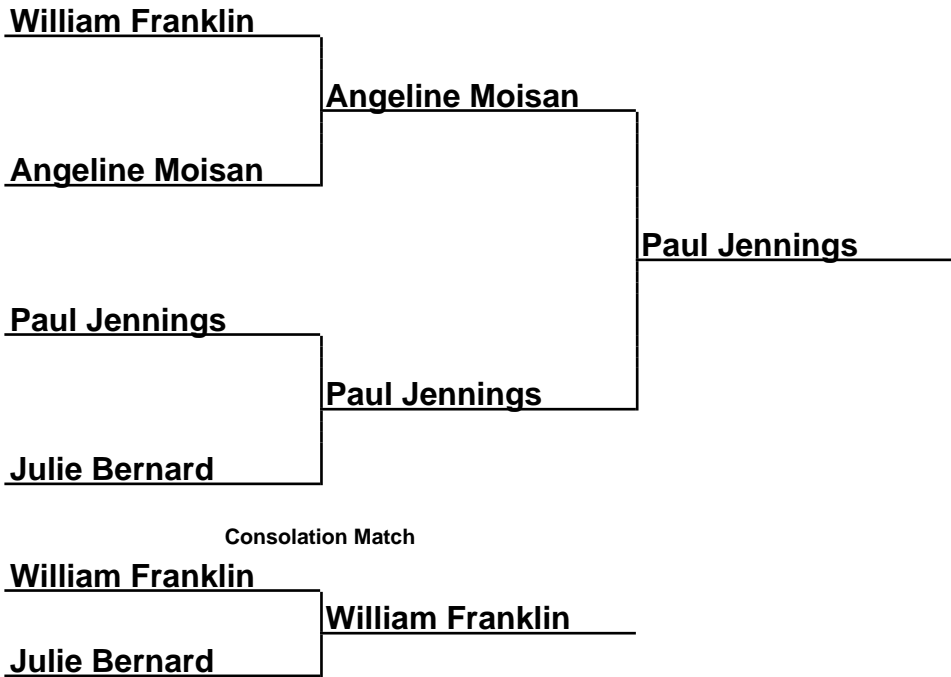 William Franklin
Angeline Moisan
Angeline Moisan
Paul Jennings
Paul Jennings
Paul Jennings
Julie Bernard
Consolation Match
William Franklin
William Franklin
Julie Bernard